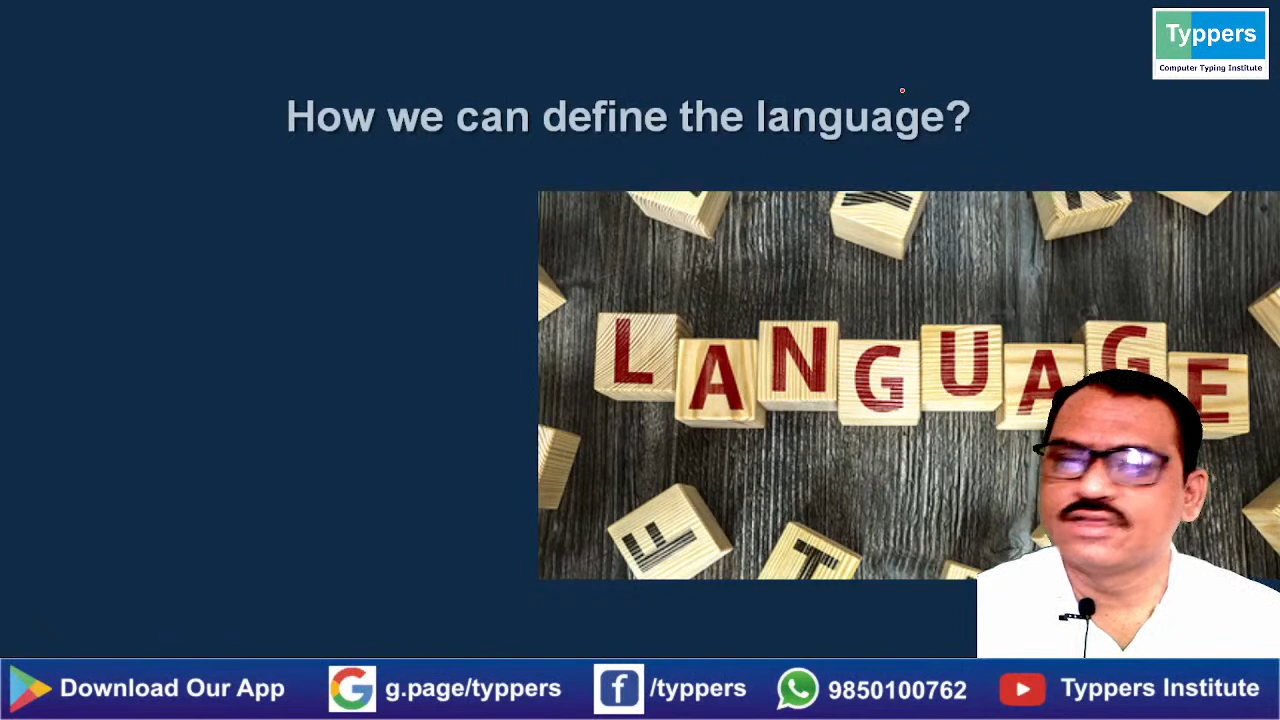 Typpers
Computer Typing Institute
How we can define the language?
LANGUAGE
F
T
Download Our App
g.page/typpers
/typpers
9850100762
Typpers Institute